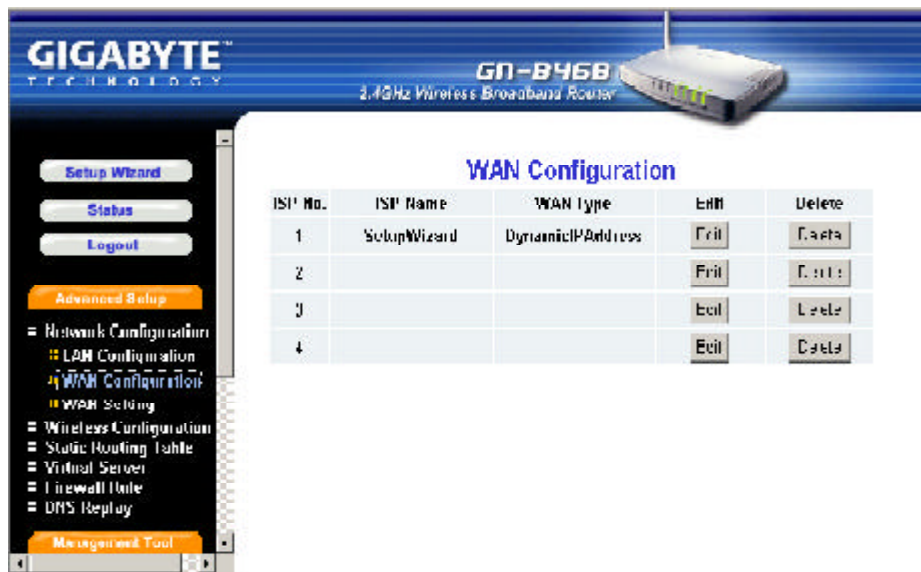 GIGABYTE™
TECHNOLOGY
GN-B46B
2.4GHz Wireless Broadband Router
Setup Wizard
Status
Logout
Advanced Setup
Network Configuration
LAN Configuration
WAN Configuration
WAN Setting
Wireless Configuration
Static Routing Table
Virtual Server
Firewall Rule
DNS Replay
Management Tool
WAN Configuration
ISP No. ISP Name WAN Type Edit Delete
1 SetupWizard DynamicIPAddress Edit Delete
2 Edit Delete
3 Edit Delete
4 Edit Delete